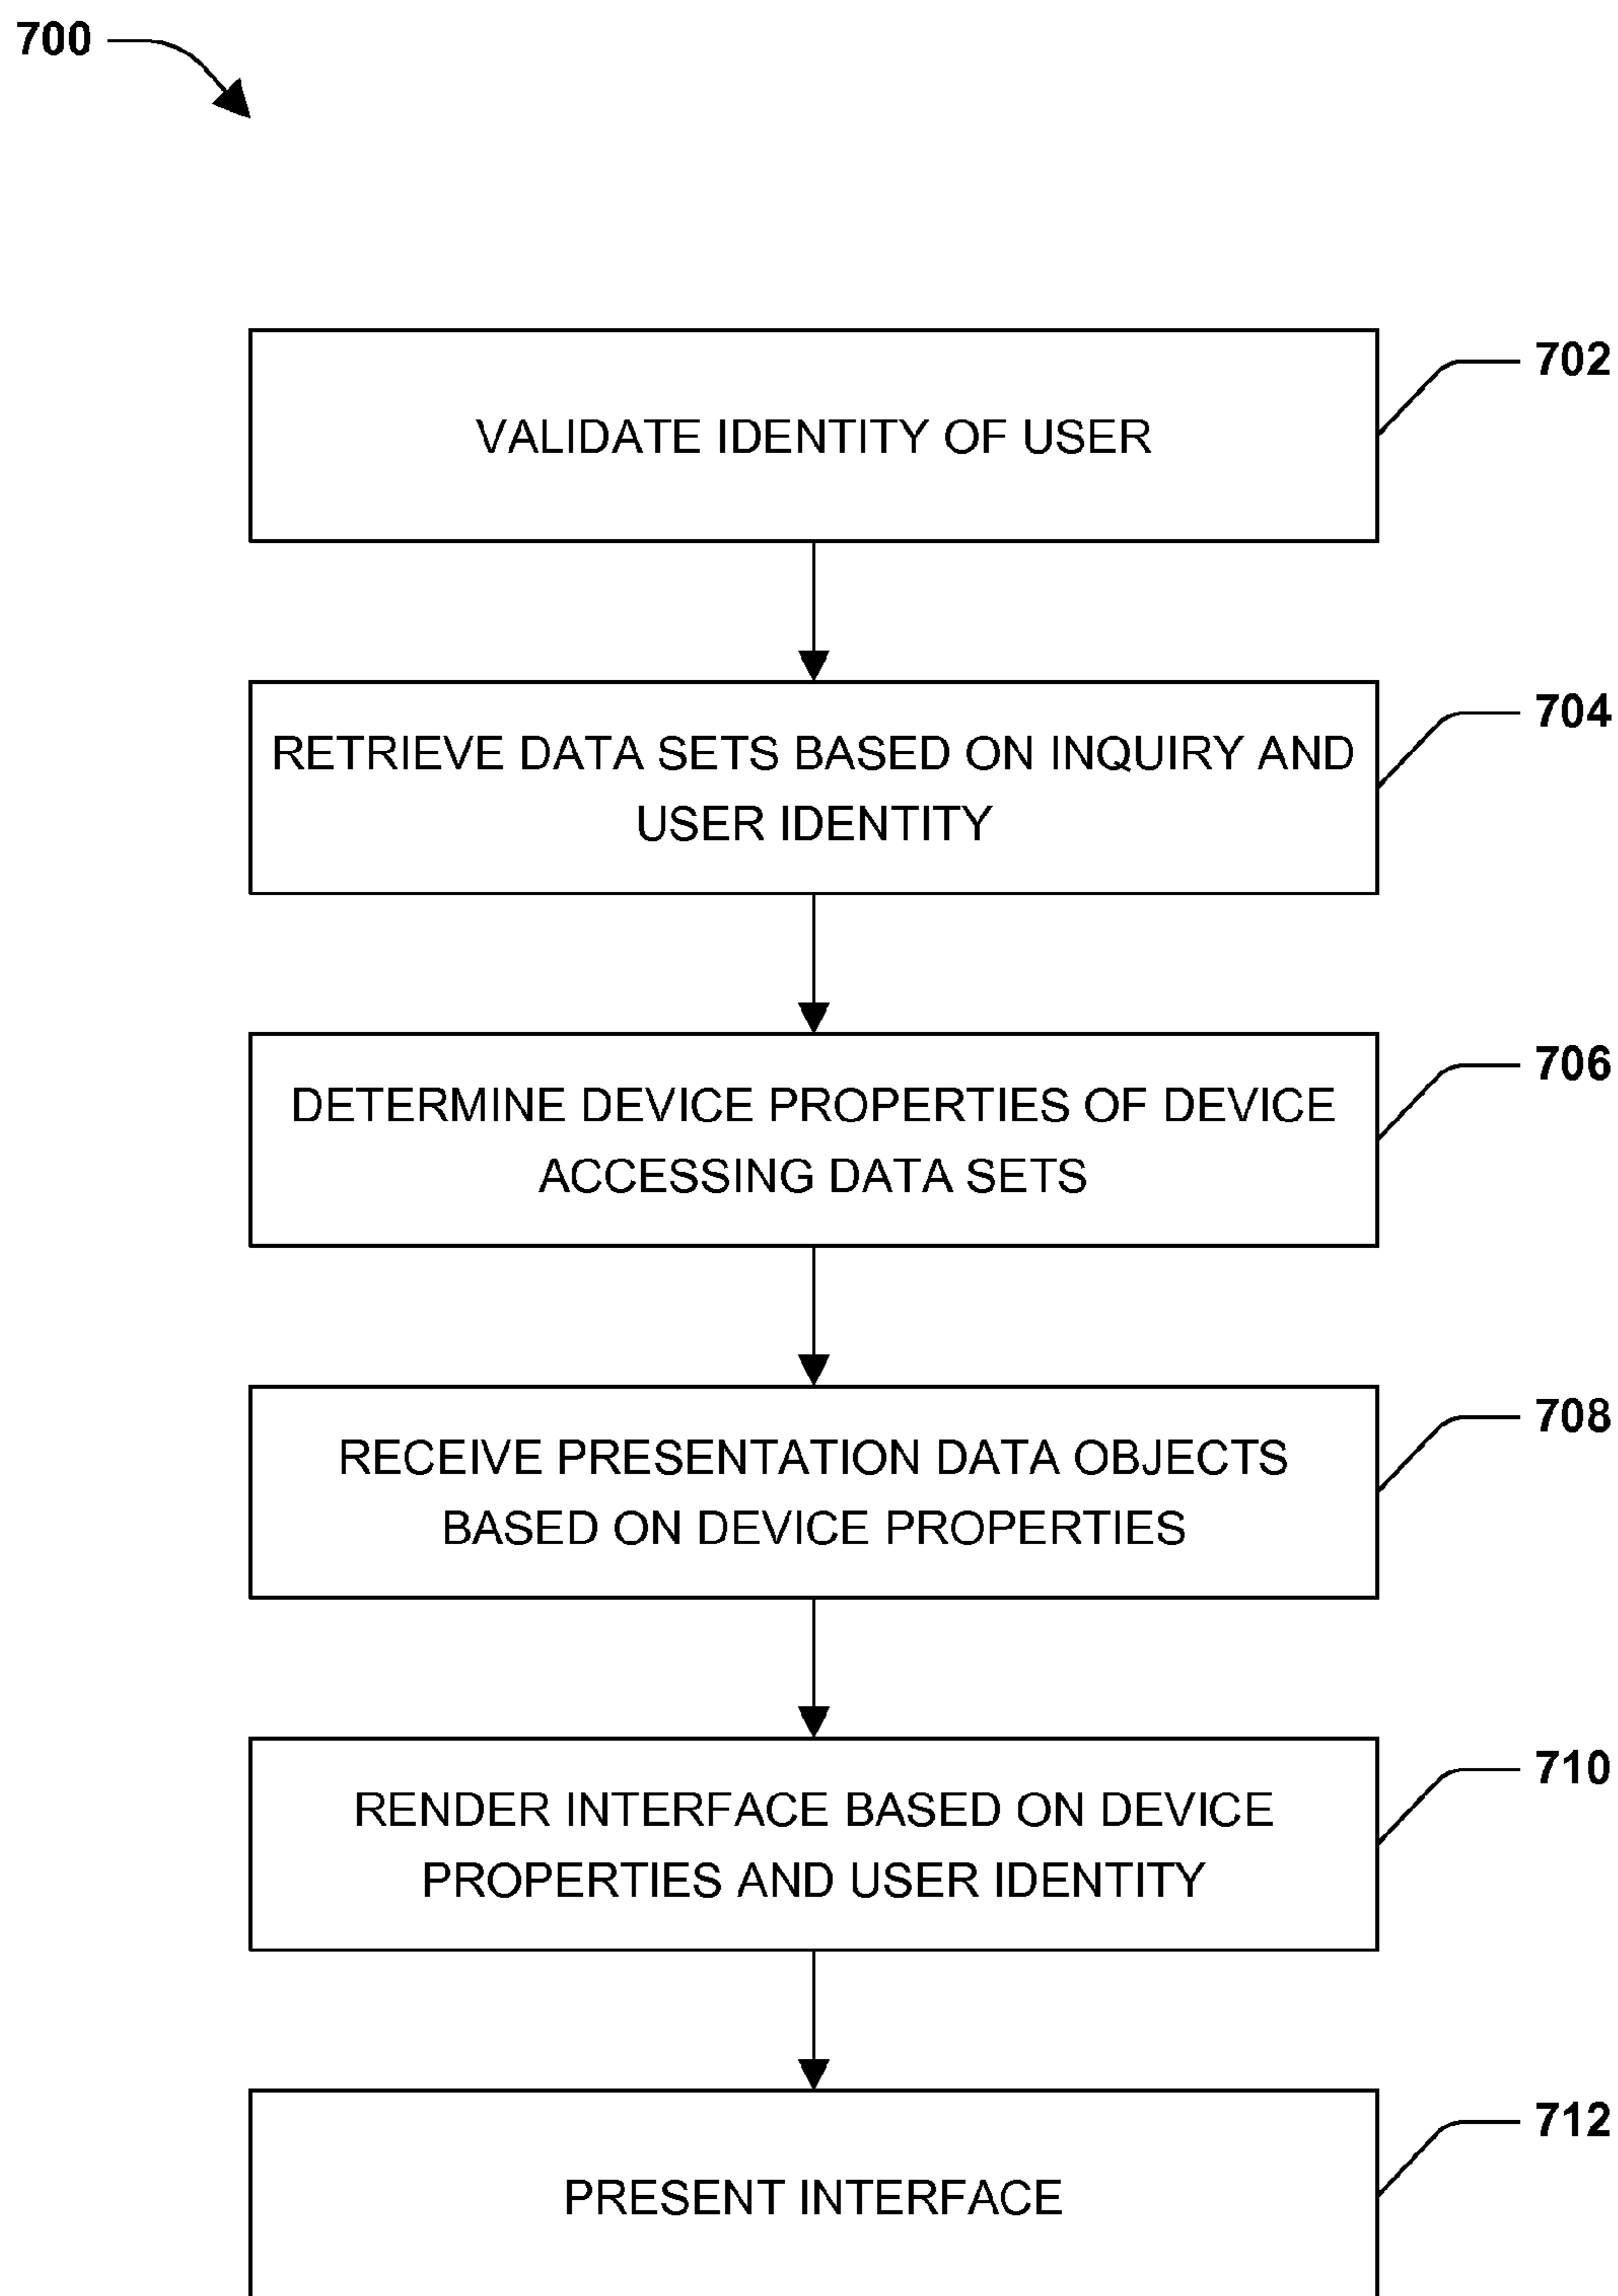 700
702
VALIDATE IDENTITY OF USER
704
RETRIEVE DATA SETS BASED ON INQUIRY AND
USER IDENTITY
706
DETERMINE DEVICE PROPERTIES OF DEVICE
ACCESSING DATA SETS
708
RECEIVE PRESENTATION DATA OBJECTS
BASED ON DEVICE PROPERTIES
710
RENDER INTERFACE BASED ON DEVICE
PROPERTIES AND USER IDENTITY
712
PRESENT INTERFACE